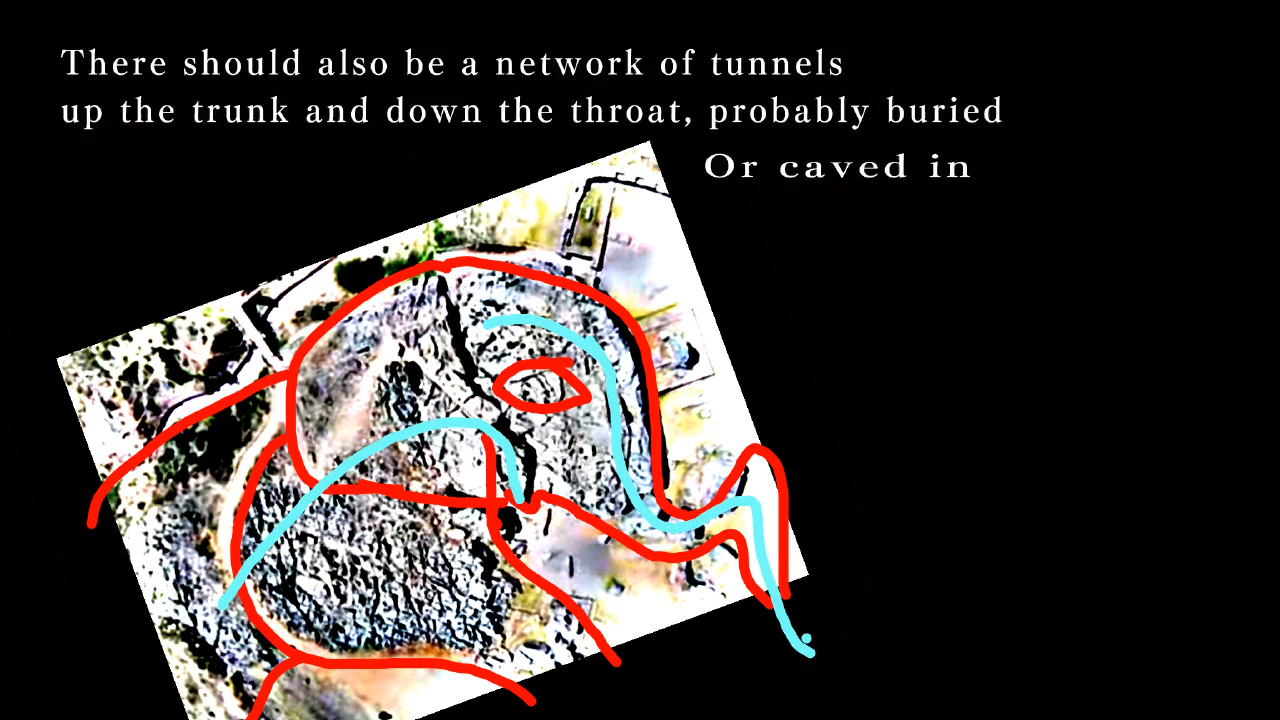 There should also be a network of tunnels
up the trunk and down the throat, probably buried
Or caved in